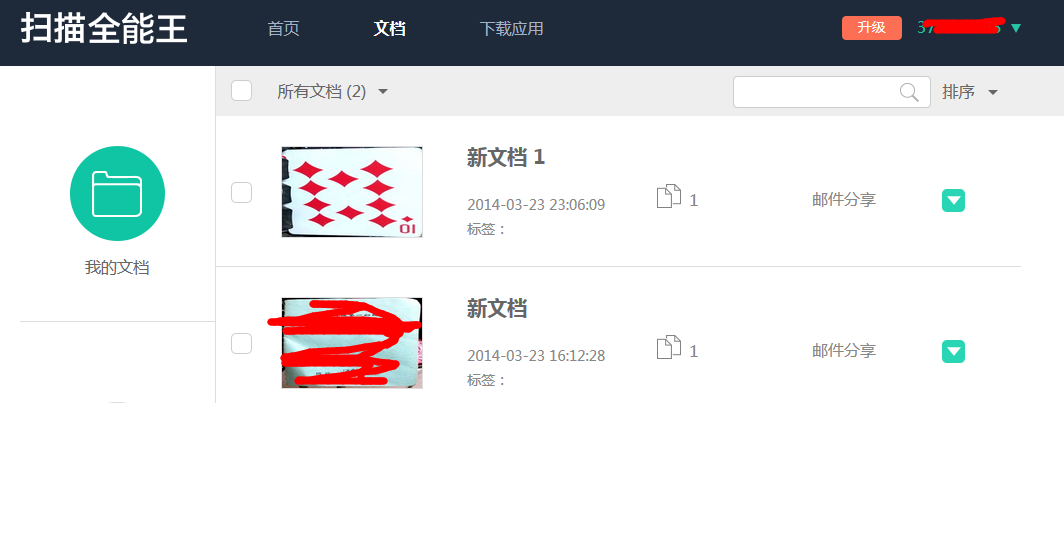 扫描全能王 首页 文档 下载应用 升级
所有文档 (2) 排序
新文档 1
2014-03-23 23:06:09 1 邮件分享
标签：
10
我的文档
新文档
2014-03-23 16:12:28 1 邮件分享
标签：